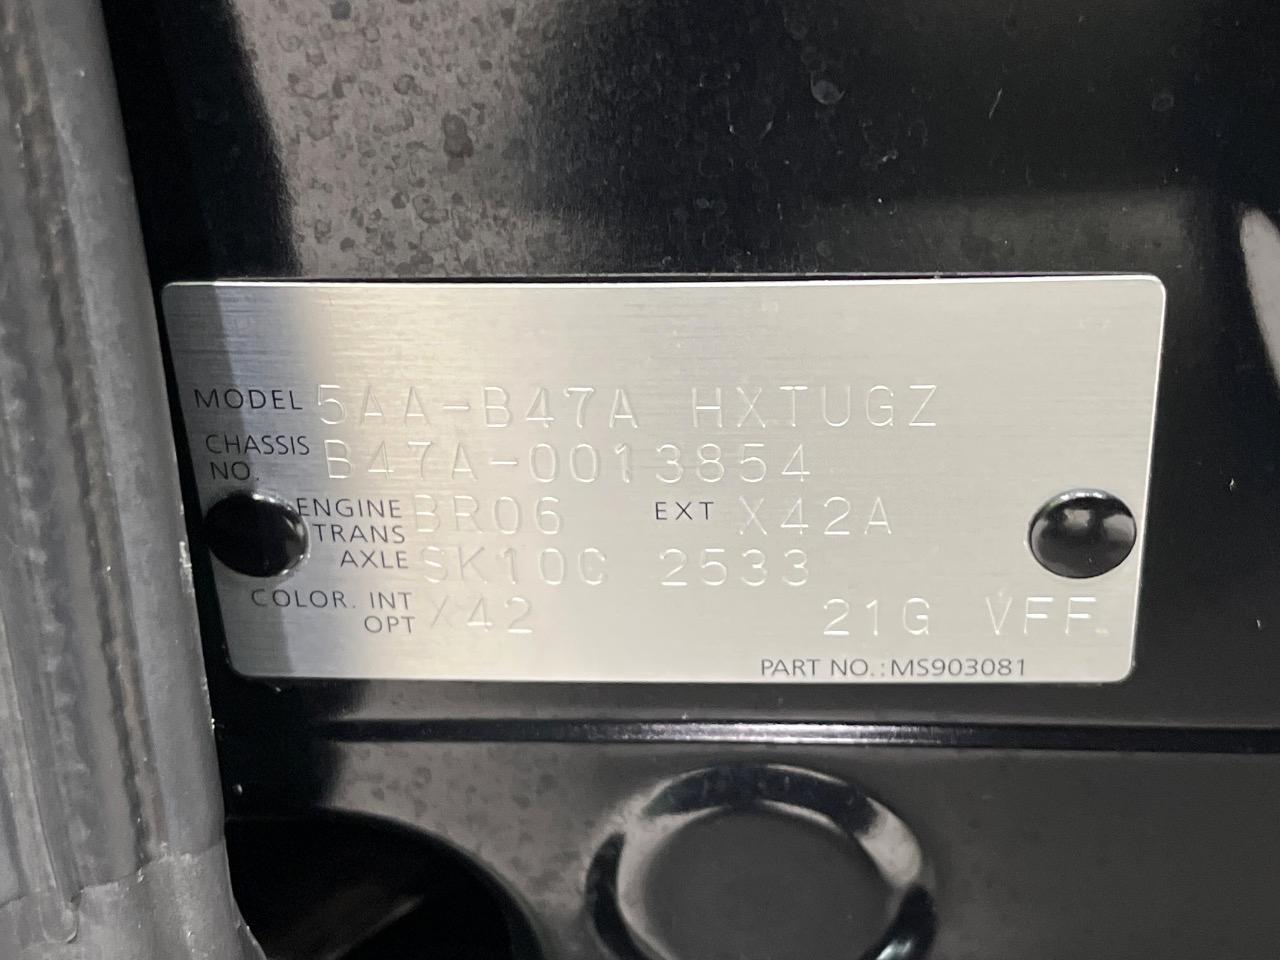 MODEL 5AA-B47A HXTUGZ
CHASSIS NO. B47A-0013854
ENGINE BR06 EXT X42A
TRANS AXLE SK10C 2533
COLOR. INT OPT X42 21G VFF
PART NO.:MS903081